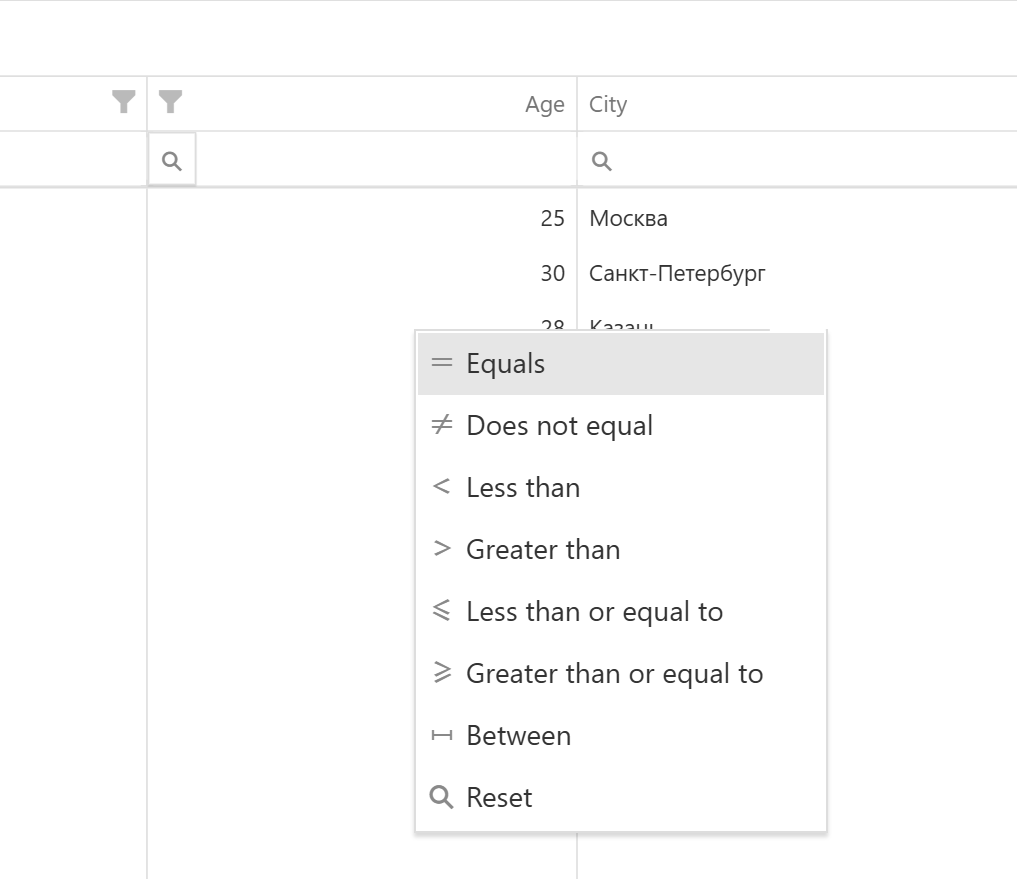 Age City
25 Москва
30 Санкт-Петербург
28 Казань
Equals
Does not equal
Less than
Greater than
Less than or equal to
Greater than or equal to
Between
Reset